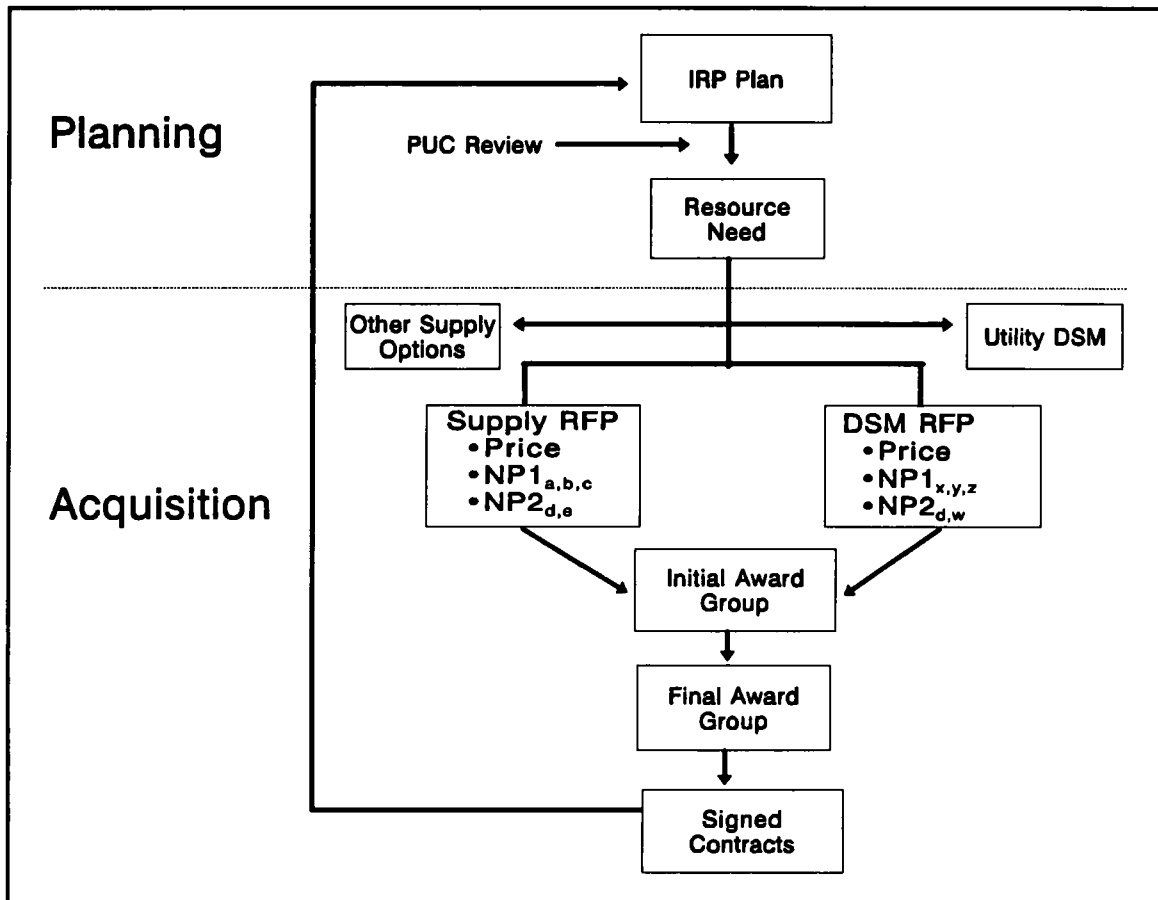 IRP Plan
Planning
PUC Review
Resource
Need
Other Supply
Options
Utility DSM
Supply RFP
•Price
•NP1a,b,c
•NP2d,e
DSM RFP
•Price
•NP1x,y,z
•NP2d,w
Acquisition
Initial Award
Group
Final Award
Group
Signed
Contracts